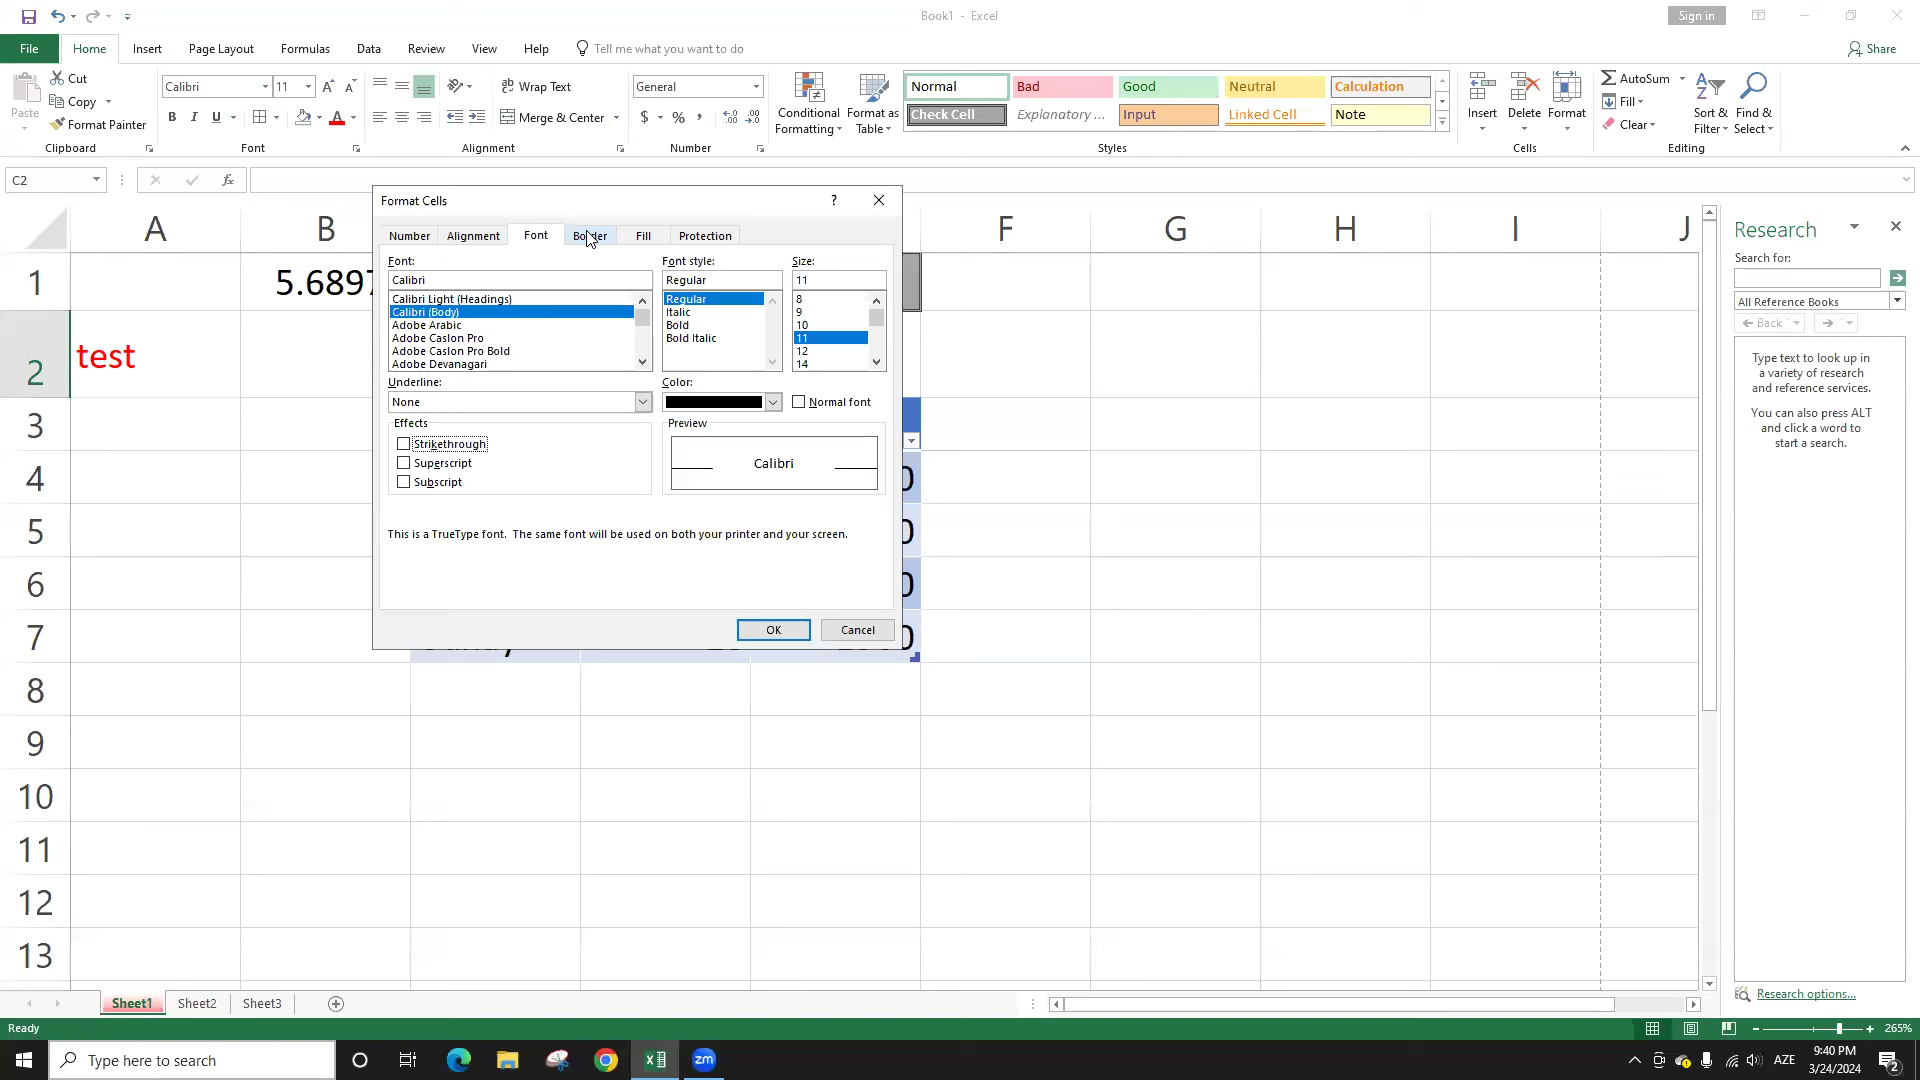 Book1 - Excel
Sign in
File Home Insert Page Layout Formulas Data Review View Help Tell me what you want to do Share
Paste
Cut
Copy
Format Painter
Clipboard
Calibri 11
B I U
Font
Wrap Text
Merge & Center
Alignment
General
$ % ,
Number
Conditional Formatting
Format as Table
Normal Bad Good Neutral Calculation
Check Cell Explanatory ... Input Linked Cell Note
Styles
Insert Delete Format
Cells
AutoSum
Fill
Clear
Sort & Filter
Find & Select
Editing
C2
fx
A B F G H I J
1 5.6897
2 test
3
4 0
5 0
6 0
7
8
9
10
11
12
13
Format Cells
? 
Number Alignment Font Border Fill Protection
Font:
Calibri
Calibri Light (Headings)
Calibri (Body)
Adobe Arabic
Adobe Caslon Pro
Adobe Caslon Pro Bold
Adobe Devanagari
Font style:
Regular
Regular
Italic
Bold
Bold Italic
Size:
11
8
9
10
11
12
14
Underline:
None
Color:
Normal font
Effects
Strikethrough
Superscript
Subscript
Preview
Calibri
This is a TrueType font. The same font will be used on both your printer and your screen.
OK Cancel
Research
Search for:
All Reference Books
Back
Type text to look up in
a variety of research
and reference services.
You can also press ALT
and click a word to
start a search.
Research options...
Sheet1 Sheet2 Sheet3
Ready
265%
Type here to search
zm
AZE
9:40 PM
3/24/2024
2